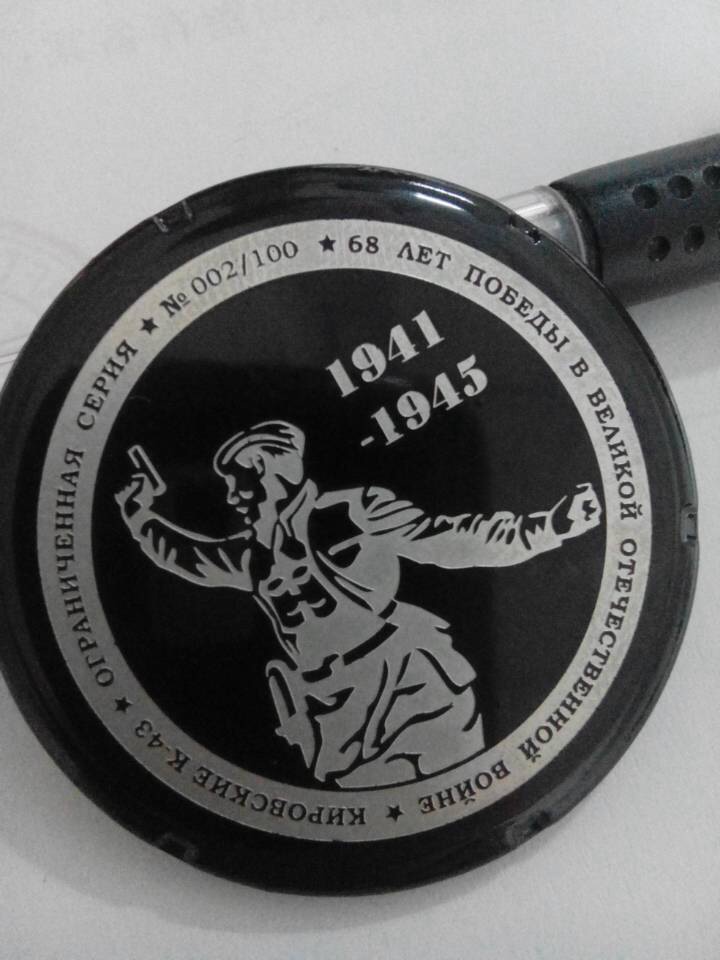 ★ 68 ЛЕТ ПОБЕДЫ В ВЕЛИКОЙ ОТЕЧЕСТВЕННОЙ ВОЙНЕ ★ КИРОВСКИЕ К-43 ★ ОГРАНИЧЕННАЯ СЕРИЯ ★ № 002/100
1941
-1945